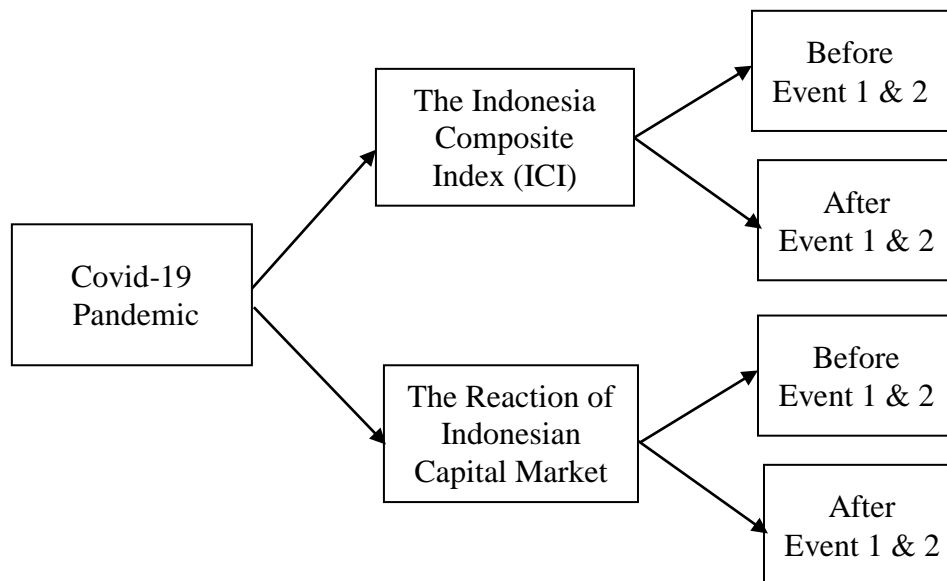 Covid-19
Pandemic
The Indonesia
Composite
Index (ICI)
Before
Event 1 & 2
After
Event 1 & 2
The Reaction of
Indonesian
Capital Market
Before
Event 1 & 2
After
Event 1 & 2